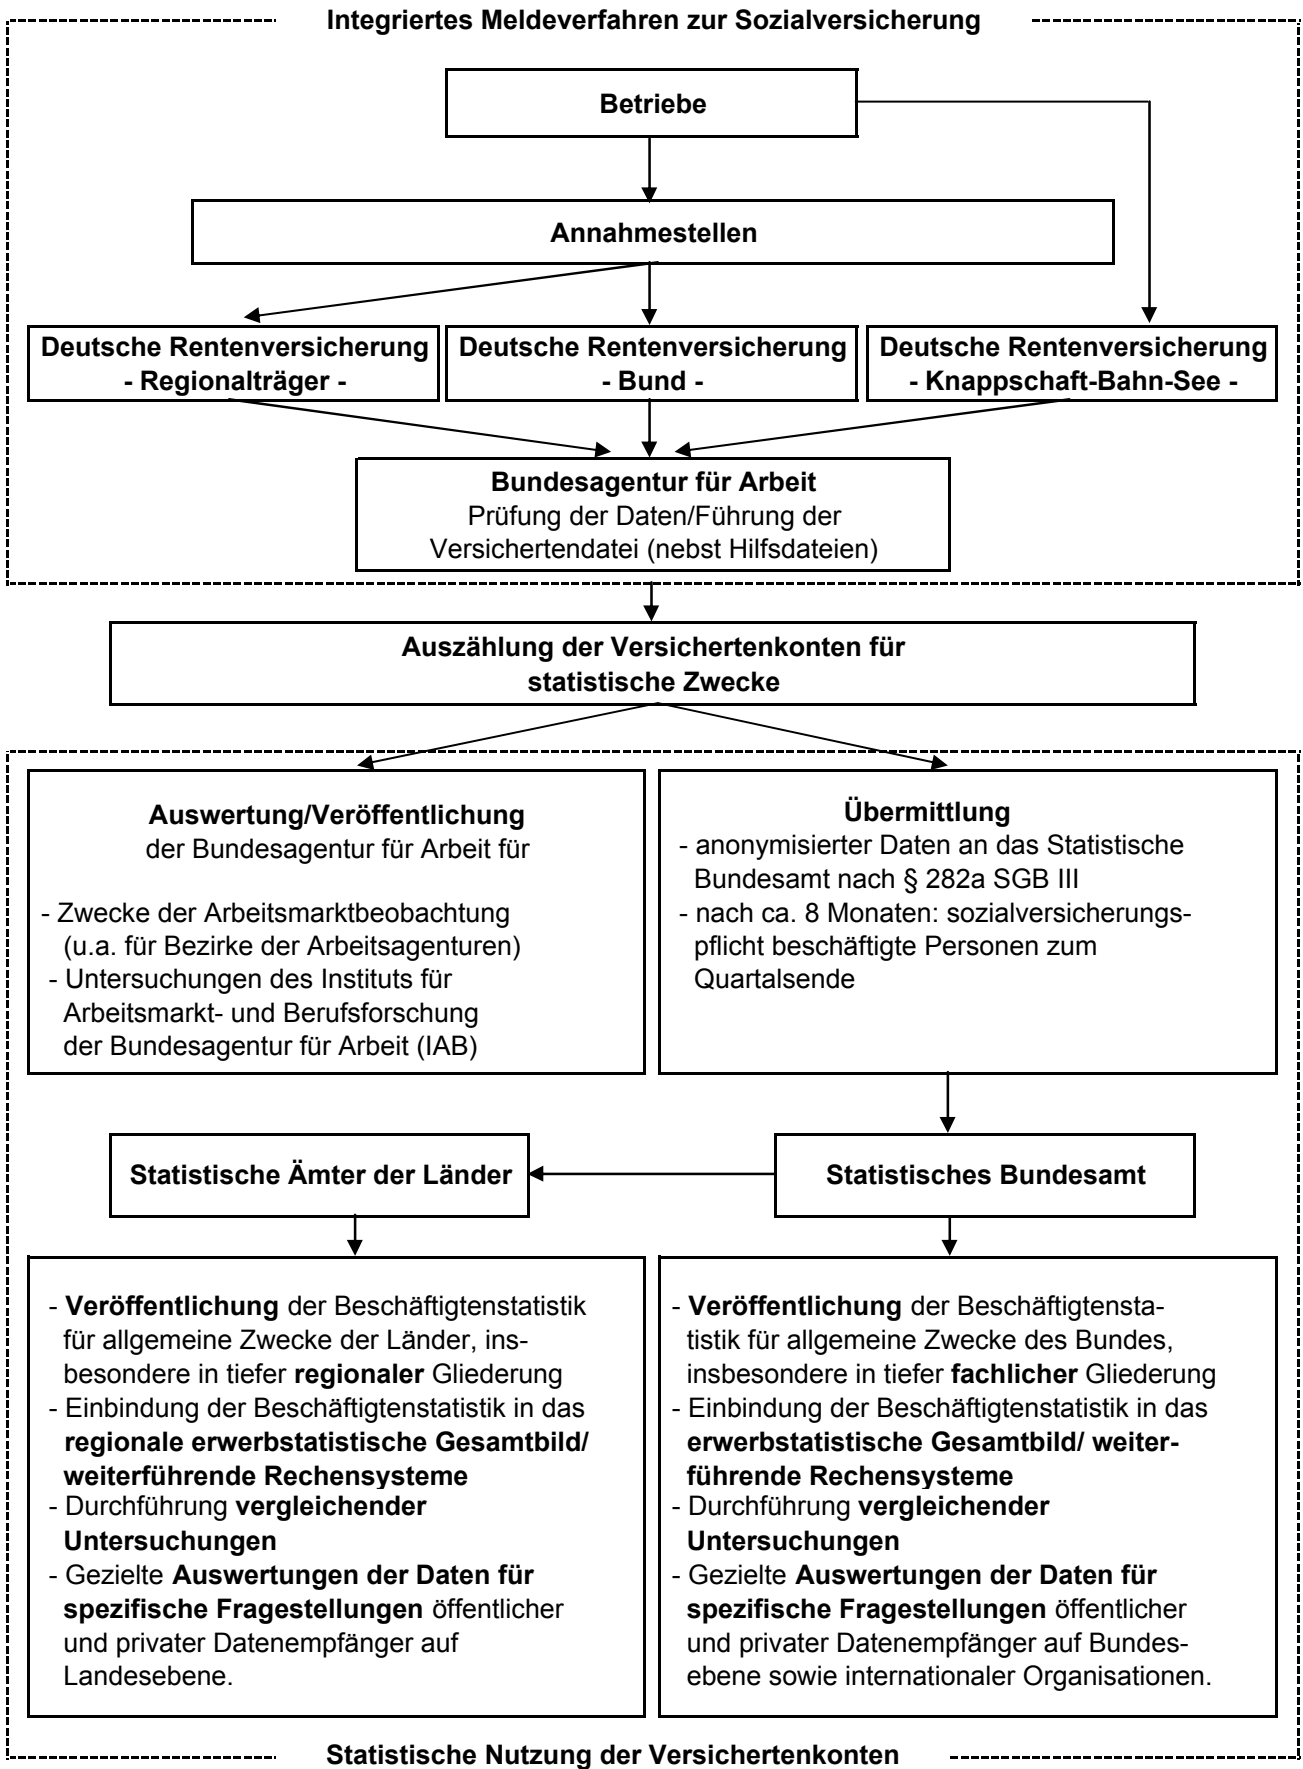 Integriertes Meldeverfahren zur Sozialversicherung
Betriebe
Annahmestellen
Deutsche Rentenversicherung
- Regionalträger -
Deutsche Rentenversicherung
- Bund -
Deutsche Rentenversicherung
- Knappschaft-Bahn-See -
Bundesagentur für Arbeit
Prüfung der Daten/Führung der
Versichertendatei (nebst Hilfsdateien)
Auszählung der Versichertenkonten für
statistische Zwecke
Auswertung/Veröffentlichung
der Bundesagentur für Arbeit für
- Zwecke der Arbeitsmarktbeobachtung
(u.a. für Bezirke der Arbeitsagenturen)
- Untersuchungen des Instituts für
Arbeitsmarkt- und Berufsforschung
der Bundesagentur für Arbeit (IAB)
Übermittlung
- anonymisierter Daten an das Statistische
Bundesamt nach § 282a SGB III
- nach ca. 8 Monaten: sozialversicherungs-
pflicht beschäftigte Personen zum
Quartalsende
Statistische Ämter der Länder
Statistisches Bundesamt
- Veröffentlichung der Beschäftigtenstatistik
für allgemeine Zwecke der Länder, ins-
besondere in tiefer regionaler Gliederung
- Einbindung der Beschäftigtenstatistik in das
regionale erwerbstatistische Gesamtbild/
weiterführende Rechensysteme
- Durchführung vergleichender
Untersuchungen
- Gezielte Auswertungen der Daten für
spezifische Fragestellungen öffentlicher
und privater Datenempfänger auf
Landesebene.
- Veröffentlichung der Beschäftigtensta-
tistik für allgemeine Zwecke des Bundes,
insbesondere in tiefer fachlicher Gliederung
- Einbindung der Beschäftigtenstatistik in das
erwerbstatistische Gesamtbild/ weiter-
führende Rechensysteme
- Durchführung vergleichender
Untersuchungen
- Gezielte Auswertungen der Daten für
spezifische Fragestellungen öffentlicher
und privater Datenempfänger auf Bundes-
ebene sowie internationaler Organisationen.
Statistische Nutzung der Versichertenkonten